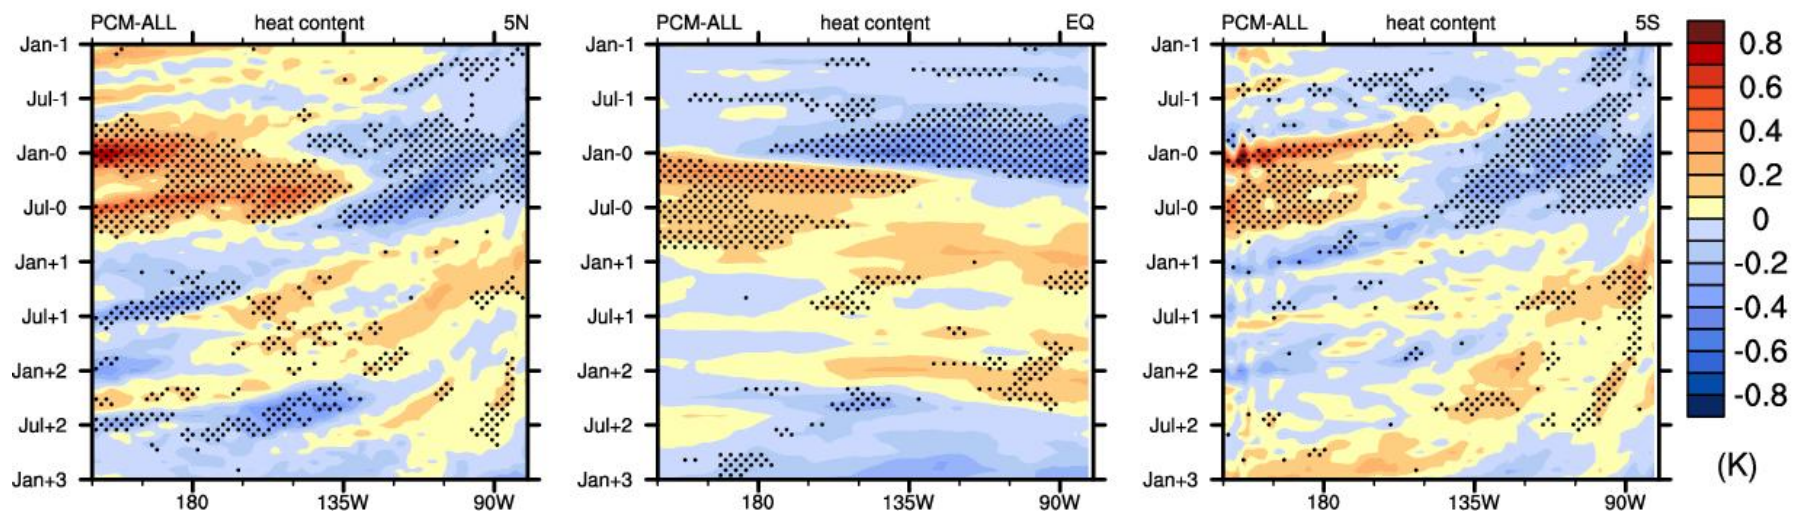 PCM-ALL heat content 5N
Jan-1
Jul-1
Jan-0
Jul-0
Jan+1
Jul+1
Jan+2
Jul+2
Jan+3
180 135W 90W
PCM-ALL heat content EQ
Jan-1
Jul-1
Jan-0
Jul-0
Jan+1
Jul+1
Jan+2
Jul+2
Jan+3
180 135W 90W
PCM-ALL heat content 5S
Jan-1
Jul-1
Jan-0
Jul-0
Jan+1
Jul+1
Jan+2
Jul+2
Jan+3
180 135W 90W
0.8
0.6
0.4
0.2
0
-0.2
-0.4
-0.6
-0.8
(K)